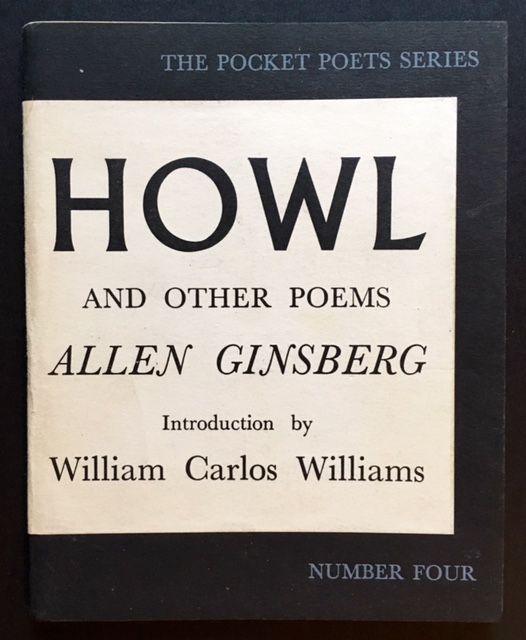 THE POCKET POETS SERIES
HOWL
AND OTHER POEMS
ALLEN GINSBERG
Introduction by
William Carlos Williams
NUMBER FOUR